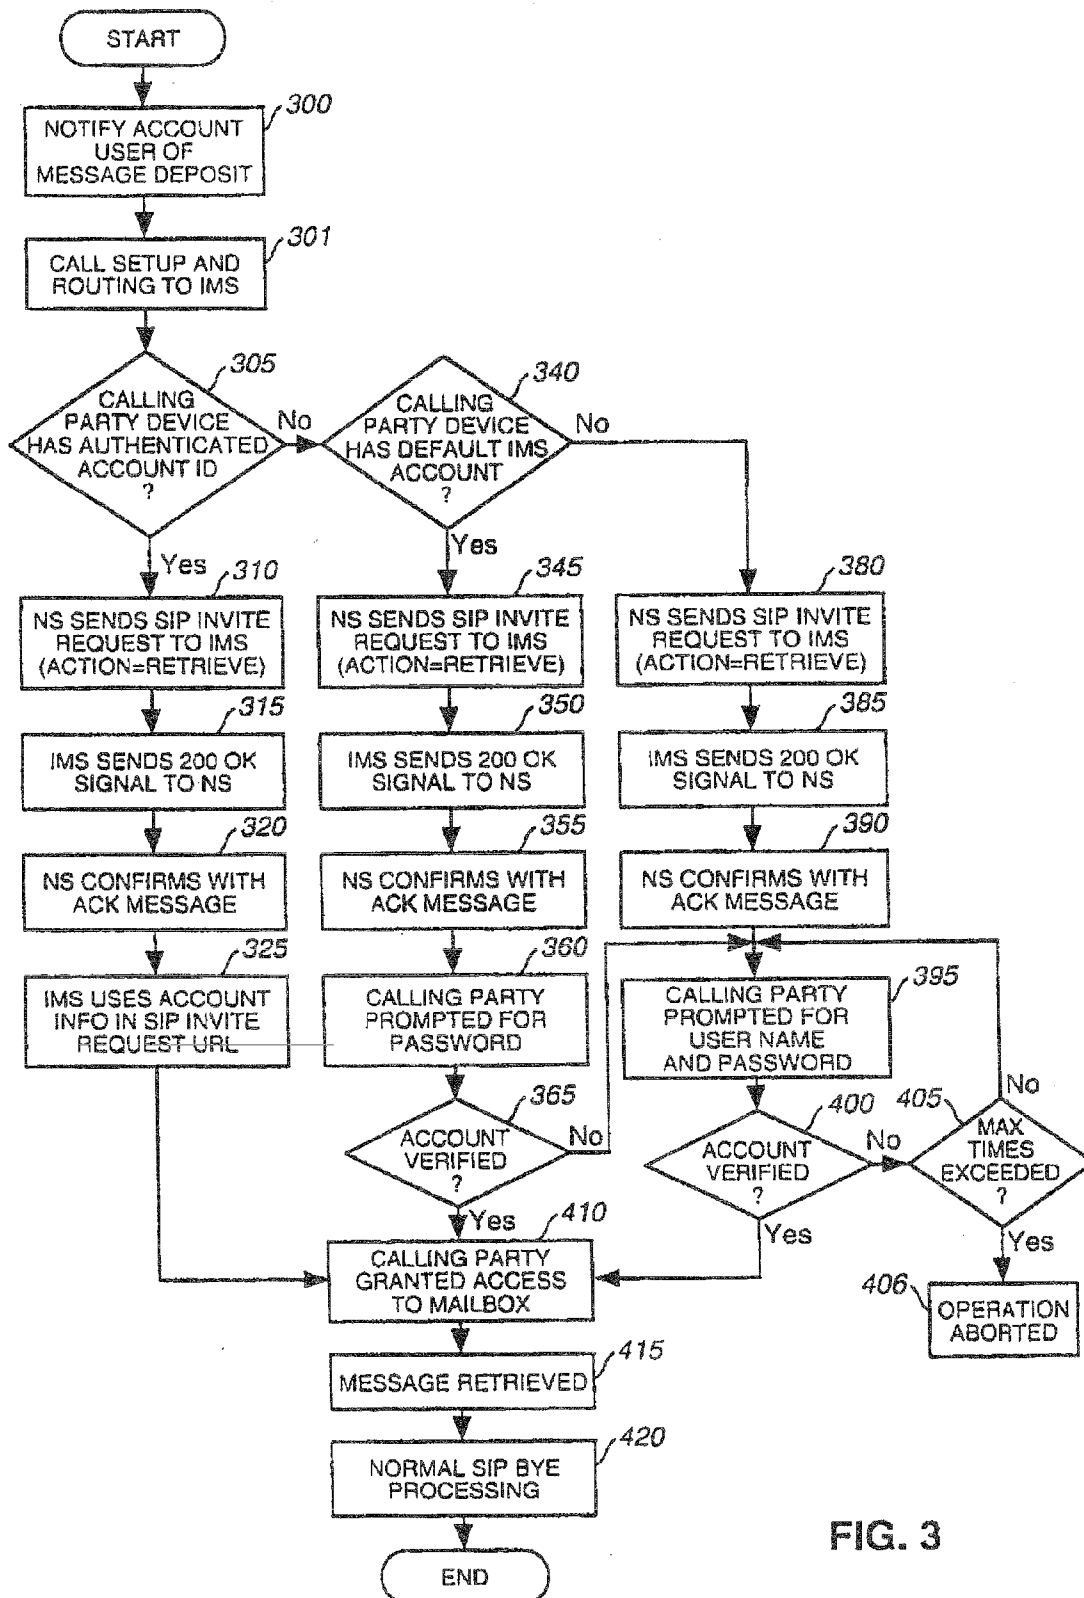 START
300
NOTIFY ACCOUNT
USER OF
MESSAGE DEPOSIT
301
CALL SETUP AND
ROUTING TO IMS
305
CALLING
PARTY DEVICE
HAS AUTHENTICATED
ACCOUNT ID
?
No
Yes
340
CALLING
PARTY DEVICE
HAS DEFAULT IMS
ACCOUNT
?
No
Yes
310
NS SENDS SIP INVITE
REQUEST TO IMS
(ACTION=RETRIEVE)
345
NS SENDS SIP INVITE
REQUEST TO IMS
(ACTION=RETRIEVE)
380
NS SENDS SIP INVITE
REQUEST TO IMS
(ACTION=RETRIEVE)
315
IMS SENDS 200 OK
SIGNAL TO NS
350
IMS SENDS 200 OK
SIGNAL TO NS
385
IMS SENDS 200 OK
SIGNAL TO NS
320
NS CONFIRMS WITH
ACK MESSAGE
355
NS CONFIRMS WITH
ACK MESSAGE
390
NS CONFIRMS WITH
ACK MESSAGE
325
IMS USES ACCOUNT
INFO IN SIP INVITE
REQUEST URL
360
CALLING PARTY
PROMPTED FOR
PASSWORD
395
CALLING PARTY
PROMPTED FOR
USER NAME
AND PASSWORD
365
ACCOUNT
VERIFIED
?
No
Yes
400
ACCOUNT
VERIFIED
?
No
Yes
405
MAX
TIMES
EXCEEDED
?
No
Yes
406
OPERATION
ABORTED
410
CALLING PARTY
GRANTED ACCESS
TO MAILBOX
415
MESSAGE RETRIEVED
420
NORMAL SIP BYE
PROCESSING
END
FIG. 3